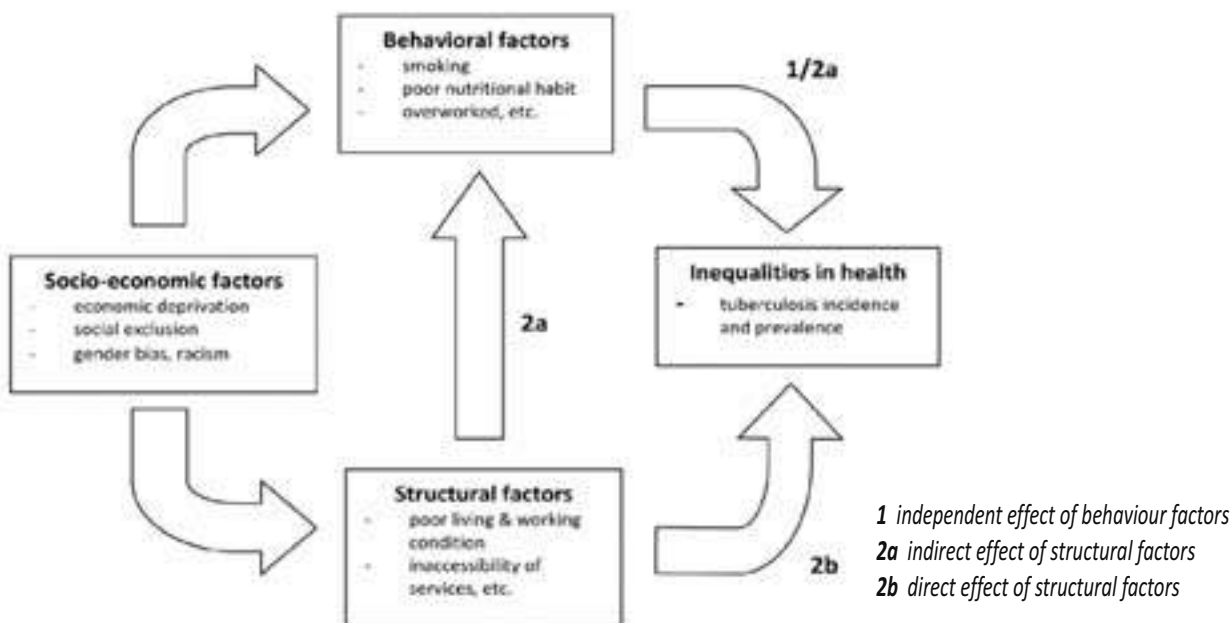 Behavioral factors
- smoking
- poor nutritional habit
- overworked, etc.
1/2a
Socio-economic factors
- economic deprivation
- social exclusion
- gender bias, racism
2a
Inequalities in health
- tuberculosis incidence
and prevalence
Structural factors
- poor living & working
condition
- inaccessibility of
services, etc.
2b
1 independent effect of behaviour factors
2a indirect effect of structural factors
2b direct effect of structural factors